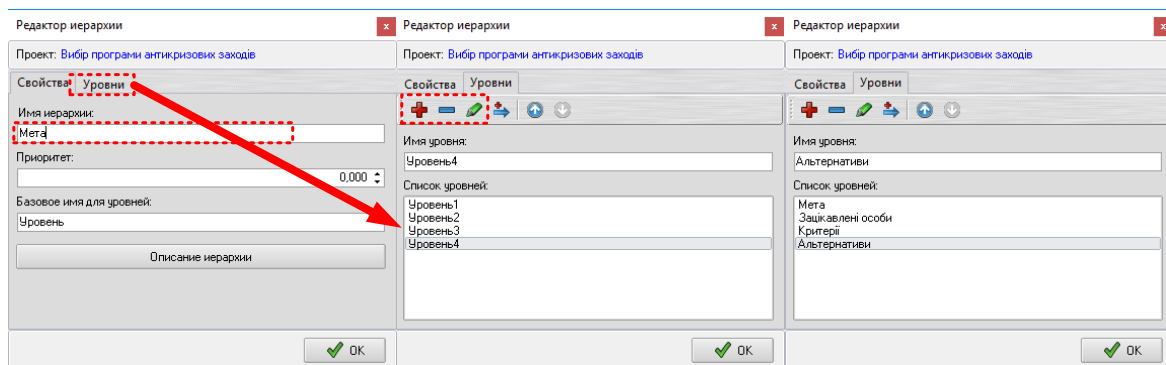 Редактор иерархии
x
Проект: Вибір програми антикризових заходів
Свойства Уровни
Имя иерархии:
Мета
Приоритет:
0,000
Базовое имя для уровней:
Уровень
Описание иерархии
OK
Редактор иерархии
x
Проект: Вибір програми антикризових заходів
Свойства Уровни
Имя уровня:
Уровень4
Список уровней:
Уровень1
Уровень2
Уровень3
Уровень4
OK
Редактор иерархии
x
Проект: Вибір програми антикризових заходів
Свойства Уровни
Имя уровня:
Альтернативи
Список уровней:
Мета
Зацікавлені особи
Критерії
Альтернативи
OK